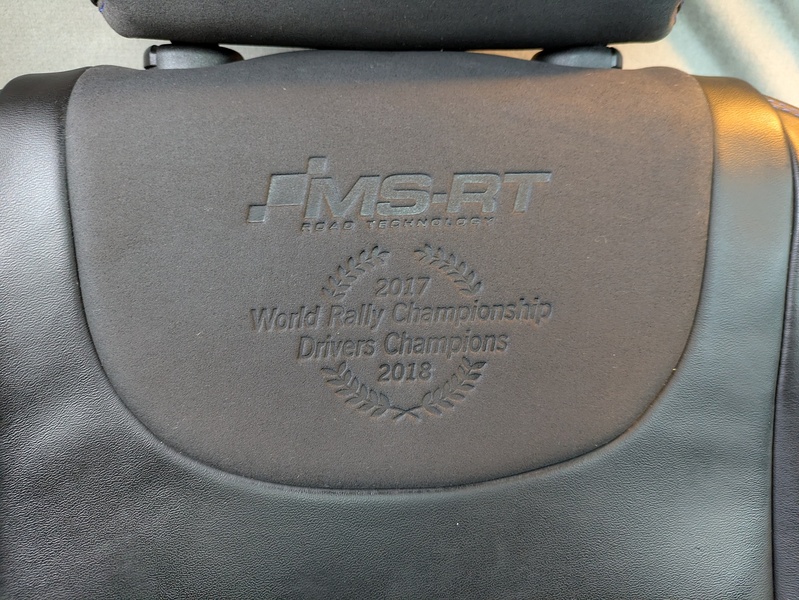 MS-RT
ROAD TECHNOLOGY
2017
World Rally Championship
Drivers Champions
2018